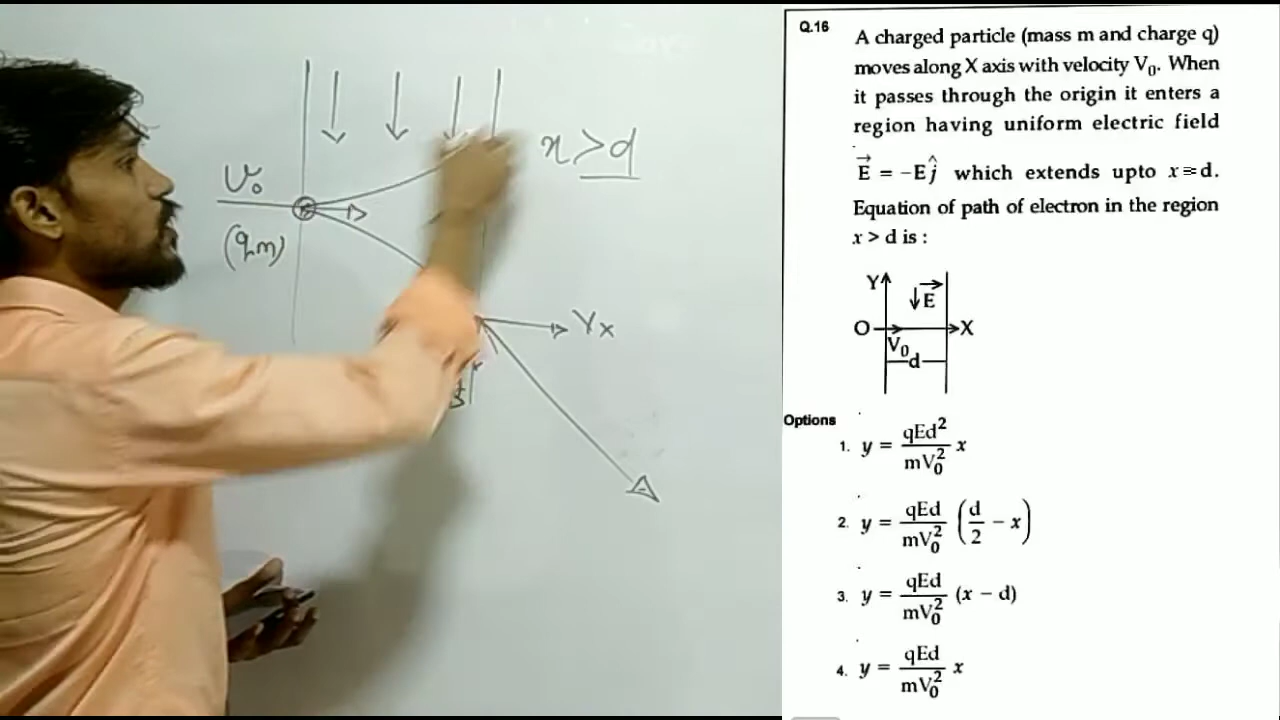 V₀
(q,m)
x > d
Vₓ
Q.16
A charged particle (mass m and charge q)
moves along X axis with velocity V₀. When
it passes through the origin it enters a
region having uniform electric field
E⃗ = –Eĵ which extends upto x = d.
Equation of path of electron in the region
x > d is :
Y
E⃗
O
X
V₀
d
Options
1. y = qEd²/mV₀² x
2. y = qEd/mV₀² (d/2 – x)
3. y = qEd/mV₀² (x – d)
4. y = qEd/mV₀² x